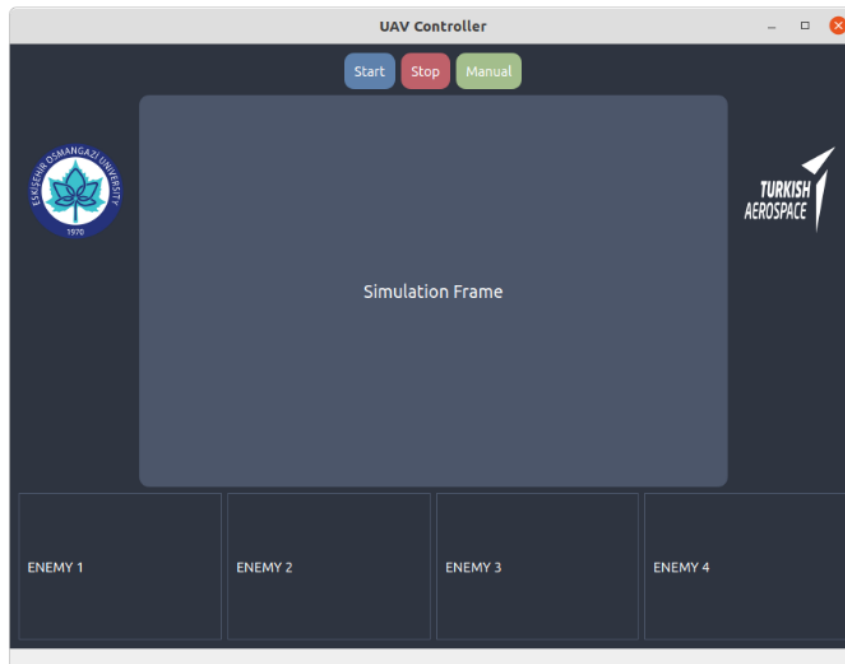 UAV Controller
Start Stop Manual
ESKİŞEHİR OSMANGAZİ UNIVERSITY
1970
TURKISH
AEROSPACE
Simulation Frame
ENEMY 1 ENEMY 2 ENEMY 3 ENEMY 4